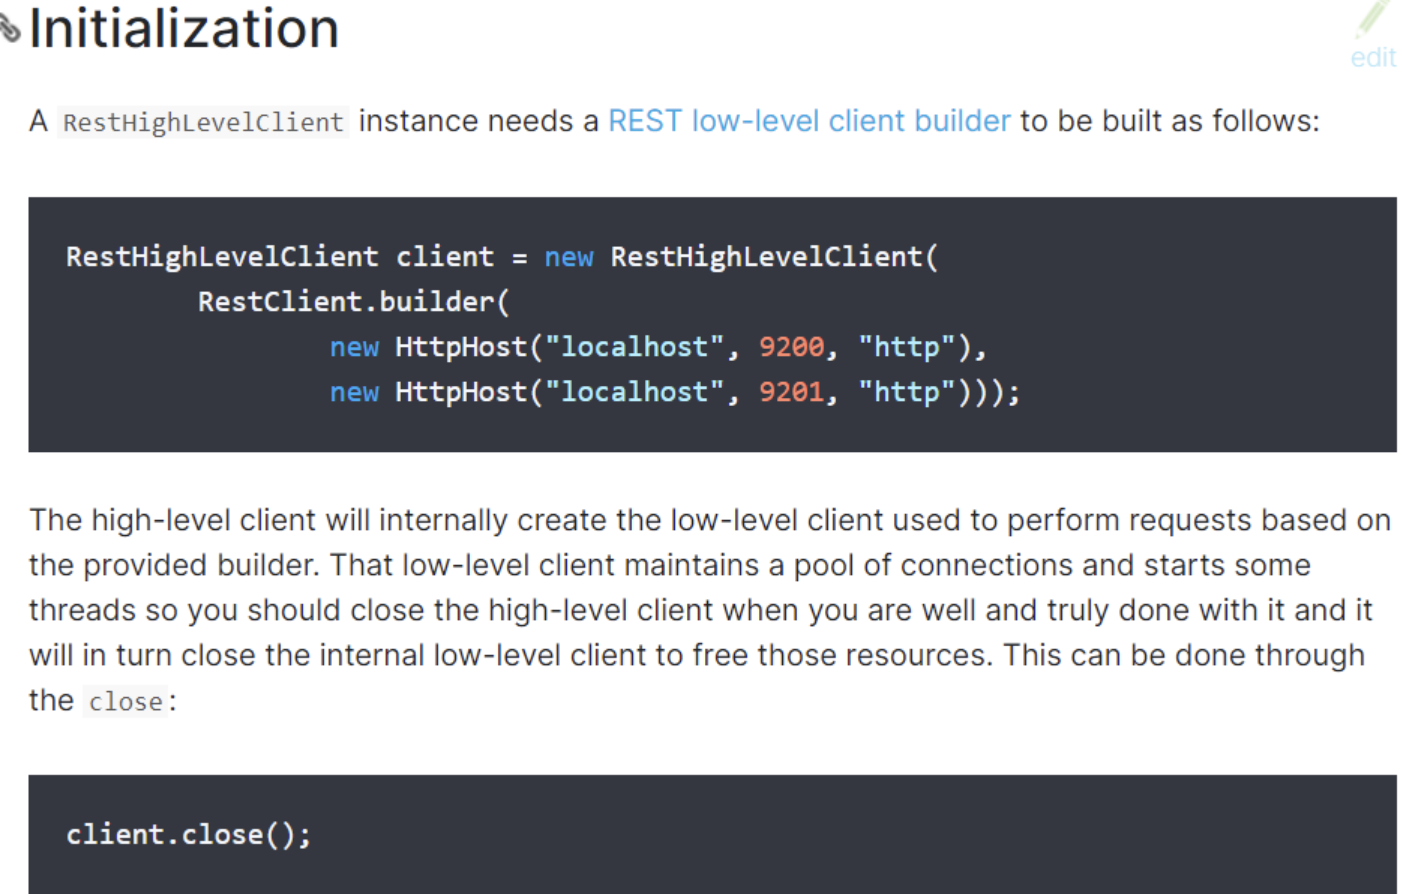 Initialization
edit
A RestHighLevelClient instance needs a REST low-level client builder to be built as follows:
RestHighLevelClient client = new RestHighLevelClient(
RestClient.builder(
new HttpHost("localhost", 9200, "http"),
new HttpHost("localhost", 9201, "http")));
The high-level client will internally create the low-level client used to perform requests based on
the provided builder. That low-level client maintains a pool of connections and starts some
threads so you should close the high-level client when you are well and truly done with it and it
will in turn close the internal low-level client to free those resources. This can be done through
the close:
client.close();